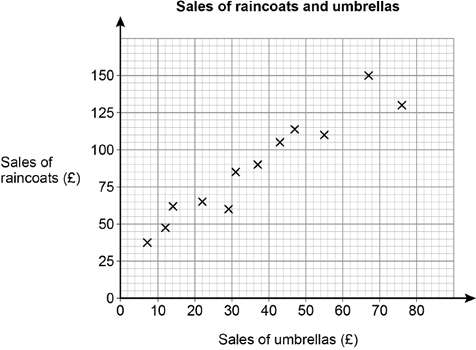 Sales of raincoats and umbrellas
150
125
100
Sales of
raincoats (£)
75
50
25
0
0 10 20 30 40 50 60 70 80
Sales of umbrellas (£)